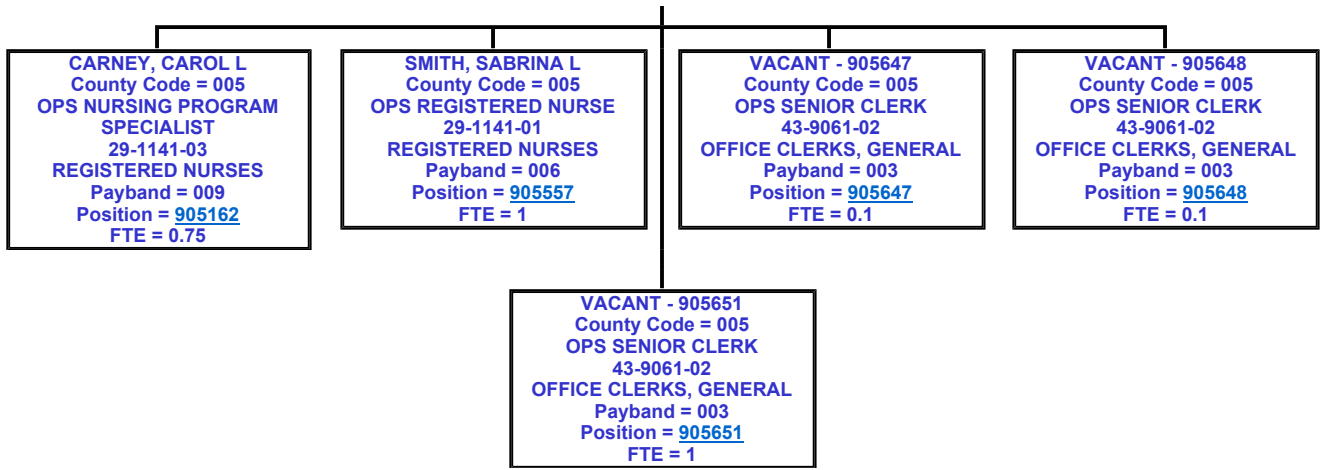 CARNEY, CAROL L
County Code = 005
OPS NURSING PROGRAM
SPECIALIST
29-1141-03
REGISTERED NURSES
Payband = 009
Position = 905162
FTE = 0.75
SMITH, SABRINA L
County Code = 005
OPS REGISTERED NURSE
29-1141-01
REGISTERED NURSES
Payband = 006
Position = 905557
FTE = 1
VACANT - 905647
County Code = 005
OPS SENIOR CLERK
43-9061-02
OFFICE CLERKS, GENERAL
Payband = 003
Position = 905647
FTE = 0.1
VACANT - 905648
County Code = 005
OPS SENIOR CLERK
43-9061-02
OFFICE CLERKS, GENERAL
Payband = 003
Position = 905648
FTE = 0.1
VACANT - 905651
County Code = 005
OPS SENIOR CLERK
43-9061-02
OFFICE CLERKS, GENERAL
Payband = 003
Position = 905651
FTE = 1